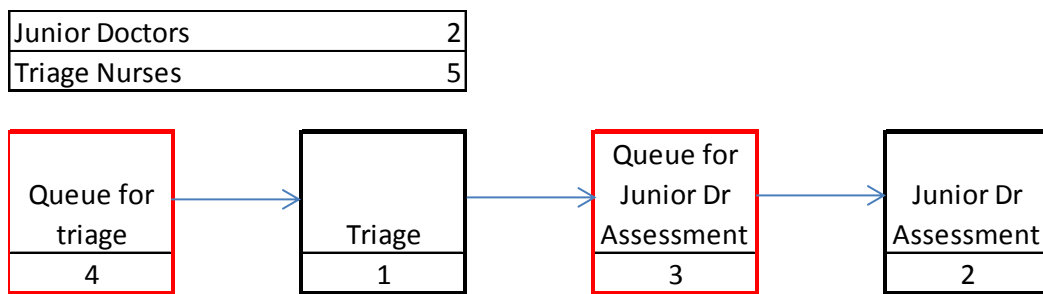 Junior Doctors 2
Triage Nurses 5
Queue for
triage
4
Triage
1
Queue for
Junior Dr
Assessment
3
Junior Dr
Assessment
2